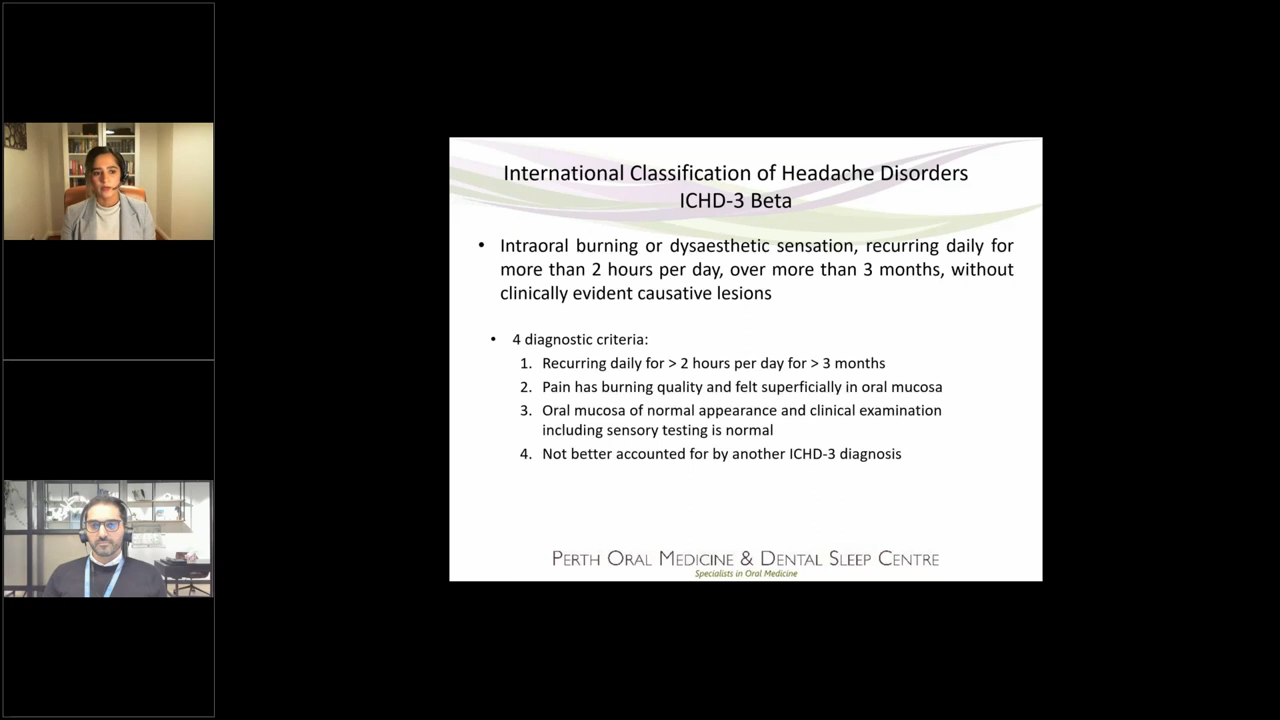 International Classification of Headache Disorders
ICHD-3 Beta
• Intraoral burning or dysaesthetic sensation, recurring daily for
more than 2 hours per day, over more than 3 months, without
clinically evident causative lesions
• 4 diagnostic criteria:
1. Recurring daily for > 2 hours per day for > 3 months
2. Pain has burning quality and felt superficially in oral mucosa
3. Oral mucosa of normal appearance and clinical examination
including sensory testing is normal
4. Not better accounted for by another ICHD-3 diagnosis
PERTH ORAL MEDICINE & DENTAL SLEEP CENTRE
Specialists in Oral Medicine